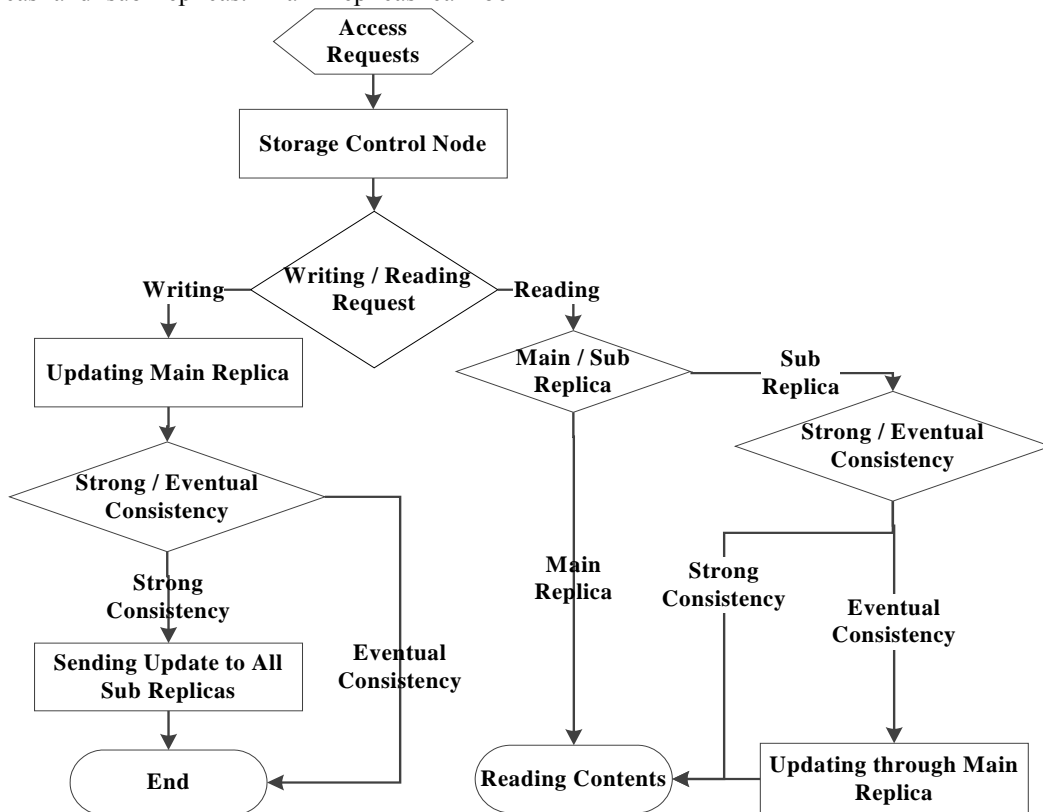 Access
Requests
Storage Control Node
Writing / Reading
Request
Writing
Reading
Updating Main Replica
Main / Sub
Replica
Sub
Replica
Strong / Eventual
Consistency
Strong / Eventual
Consistency
Main
Replica
Strong
Consistency
Strong
Consistency
Eventual
Consistency
Sending Update to All
Sub Replicas
Eventual
Consistency
End
Reading Contents
Updating through Main
Replica